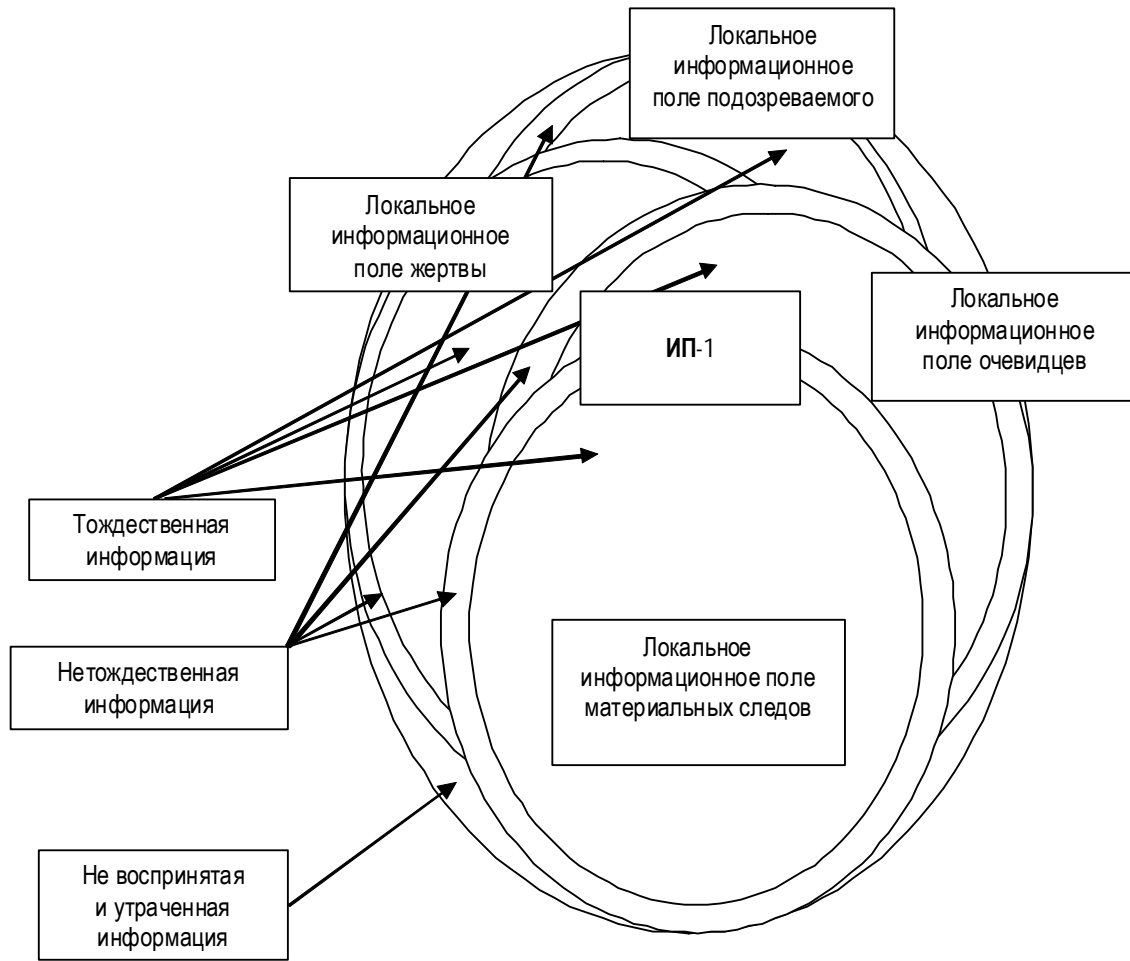 Локальное
информационное
поле подозреваемого
Локальное
информационное
поле жертвы
Локальное
информационное
поле очевидцев
ИП-1
Тождественная
информация
Нетождественная
информация
Локальное
информационное поле
материальных следов
Не воспринятая
и утраченная
информация